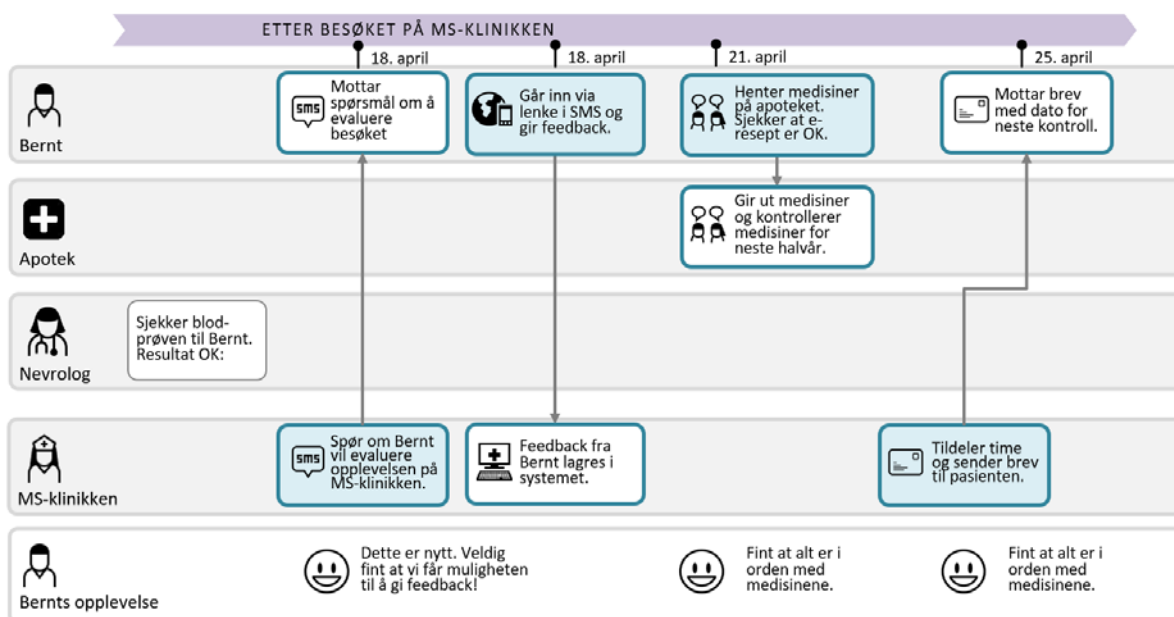 ETTER BESØKET PÅ MS-KLINIKKEN
18. april
18. april
21. april
25. april
Bernt
sms
Mottar
spørsmål om å
evaluere
besøket
Går inn via
lenke i SMS og
gir feedback.
Henter medisiner
på apoteket.
Sjekker at e-
resept er OK.
Mottar brev
med dato for
neste kontroll.
Apotek
Gir ut medisiner
og kontrollerer
medisiner for
neste halvår.
Nevrolog
Sjekker blod-
prøven til Bernt.
Resultat OK:
MS-klinikken
sms
Spør om Bernt
vil evaluere
opplevelsen på
MS-klinikken.
Feedback fra
Bernt lagres i
systemet.
Tildeler time
og sender brev
til pasienten.
Bernts opplevelse
Dette er nytt. Veldig
fint at vi får muligheten
til å gi feedback!
Fint at alt er i
orden med
medisinene.
Fint at alt er i
orden med
medisinene.